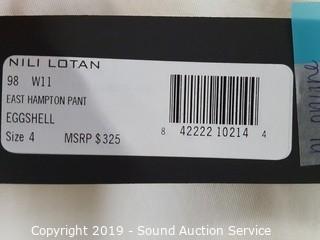 NILI LOTAN
98 W11
EAST HAMPTON PANT
EGGSHELL
Size 4 MSRP $325
8 42222 10214 4
Copyright 2019 - Sound Auction Service